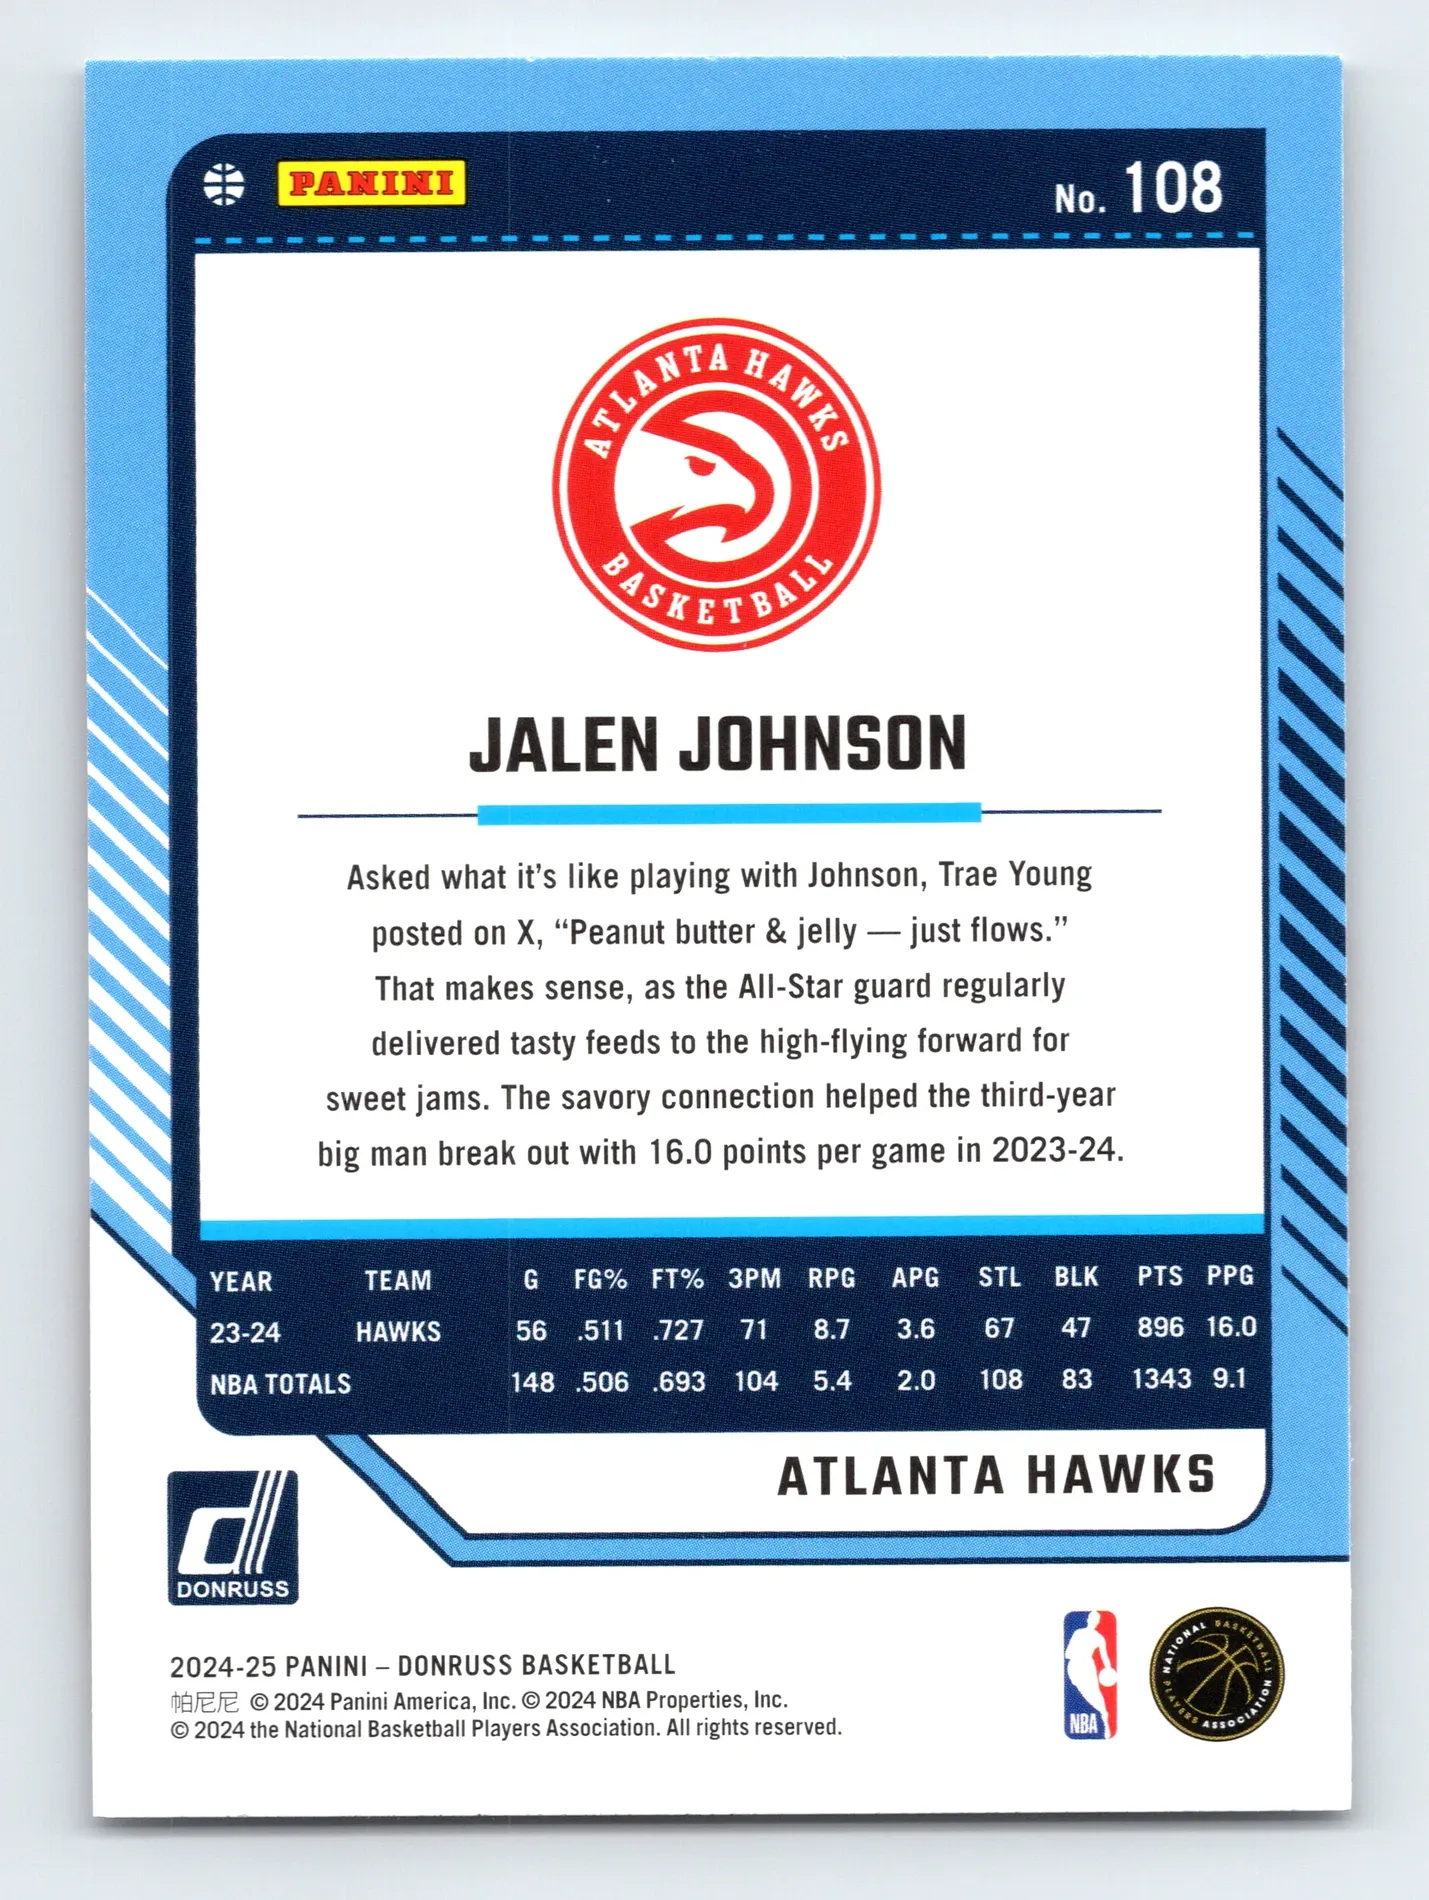 PANINI
No. 108
ATLANTA HAWKS
BASKETBALL
JALEN JOHNSON
Asked what it's like playing with Johnson, Trae Young
posted on X, “Peanut butter & jelly — just flows.”
That makes sense, as the All-Star guard regularly
delivered tasty feeds to the high-flying forward for
sweet jams. The savory connection helped the third-year
big man break out with 16.0 points per game in 2023-24.
YEAR TEAM G FG% FT% 3PM RPG APG STL BLK PTS PPG
23-24 HAWKS 56 .511 .727 71 8.7 3.6 67 47 896 16.0
NBA TOTALS 148 .506 .693 104 5.4 2.0 108 83 1343 9.1
ATLANTA HAWKS
d
DONRUSS
2024-25 PANINI – DONRUSS BASKETBALL
帕尼尼 © 2024 Panini America, Inc. © 2024 NBA Properties, Inc.
© 2024 the National Basketball Players Association. All rights reserved.
NBA
NATIONAL BASKETBALL
PLAYERS ASSOCIATION